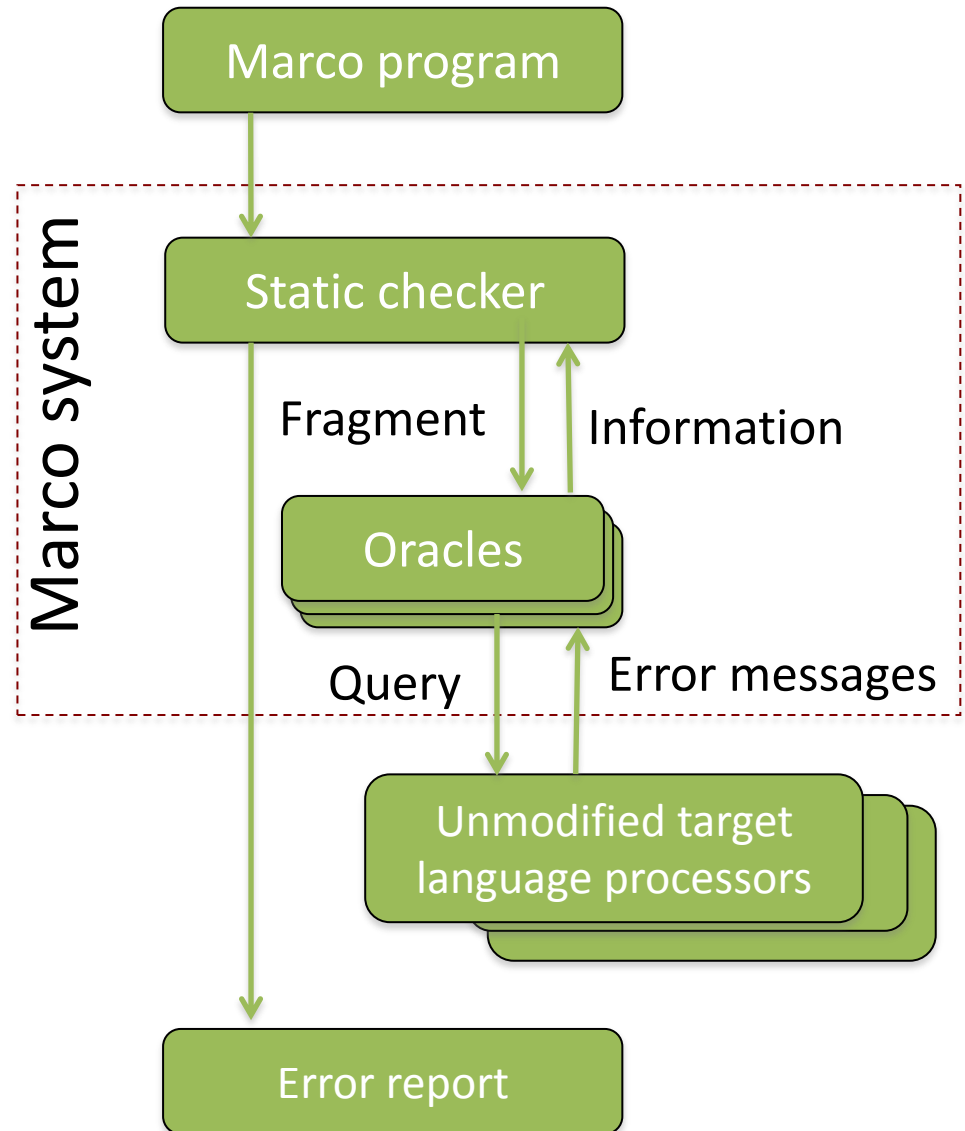 Marco program
Marco system
Static checker
Fragment
Information
Oracles
Query
Error messages
Unmodified target
language processors
Error report